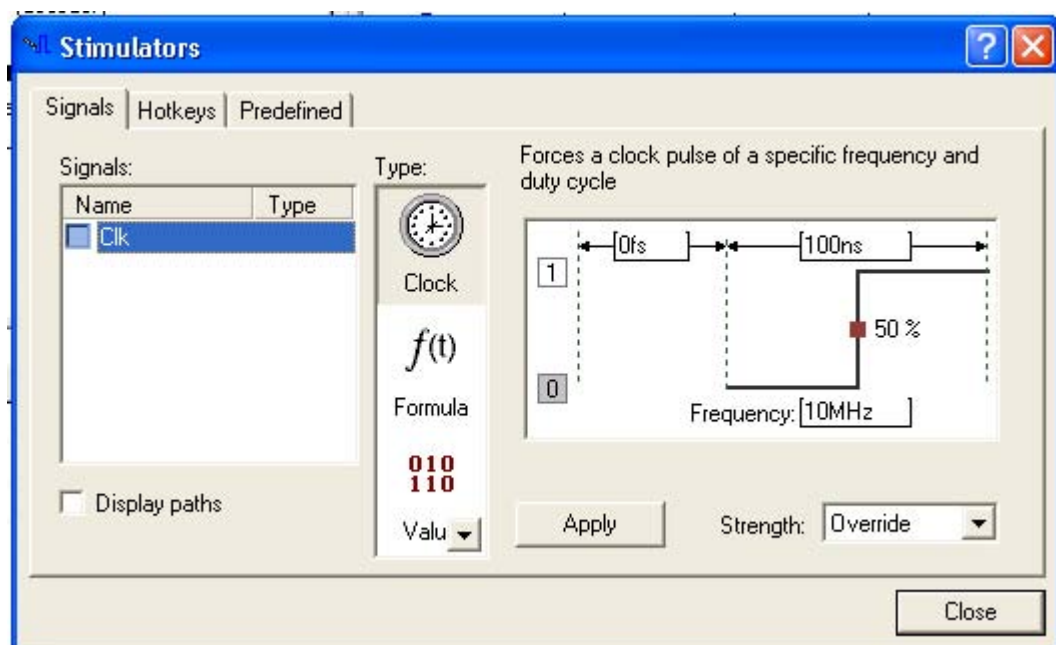 Stimulators
Signals Hotkeys Predefined
Signals:
Name Type
Clk
Display paths
Type:
Clock
f(t)
Formula
010
110
Valu
Forces a clock pulse of a specific frequency and
duty cycle
0fs 100ns
1
50 %
0
Frequency: 10MHz
Apply Strength: Override
Close